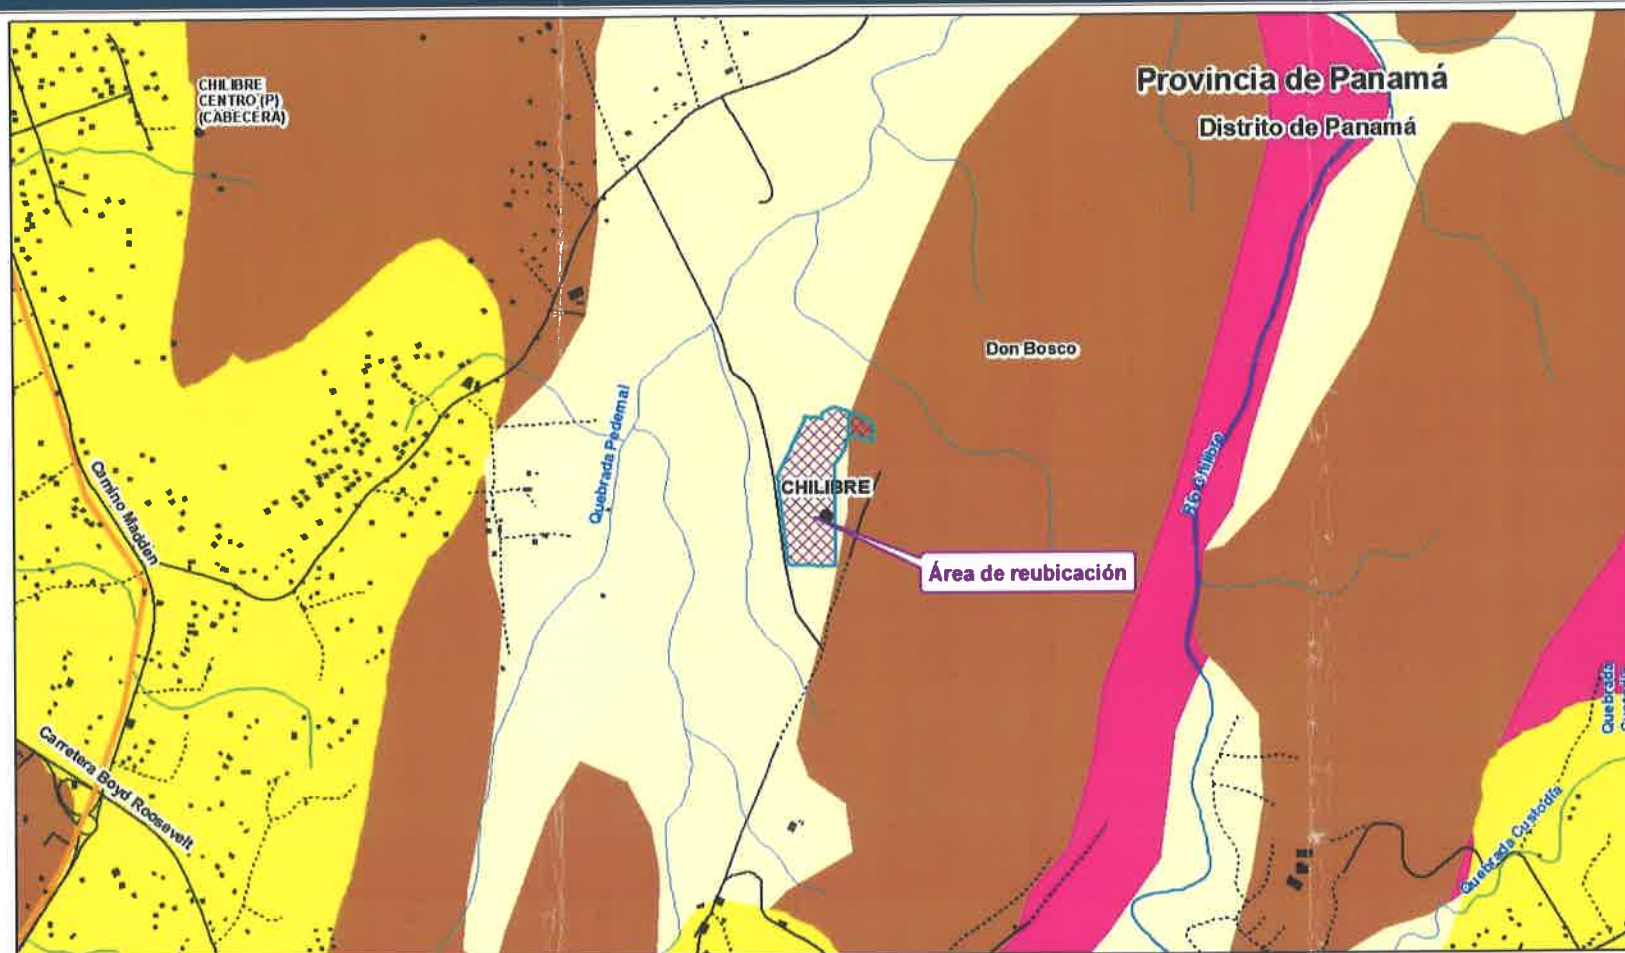 Provincia de Panamá
CHILIBRE
CENTRO (P)
(CABECERA)
Distrito de Panamá
Don Bosco
Quebrada Pedernal
Río Chilibre
Camino Madden
CHILIBRE
Área de reubicación
Quebrada
Carretera Boyd Roosevelt
Quebrada Custodia